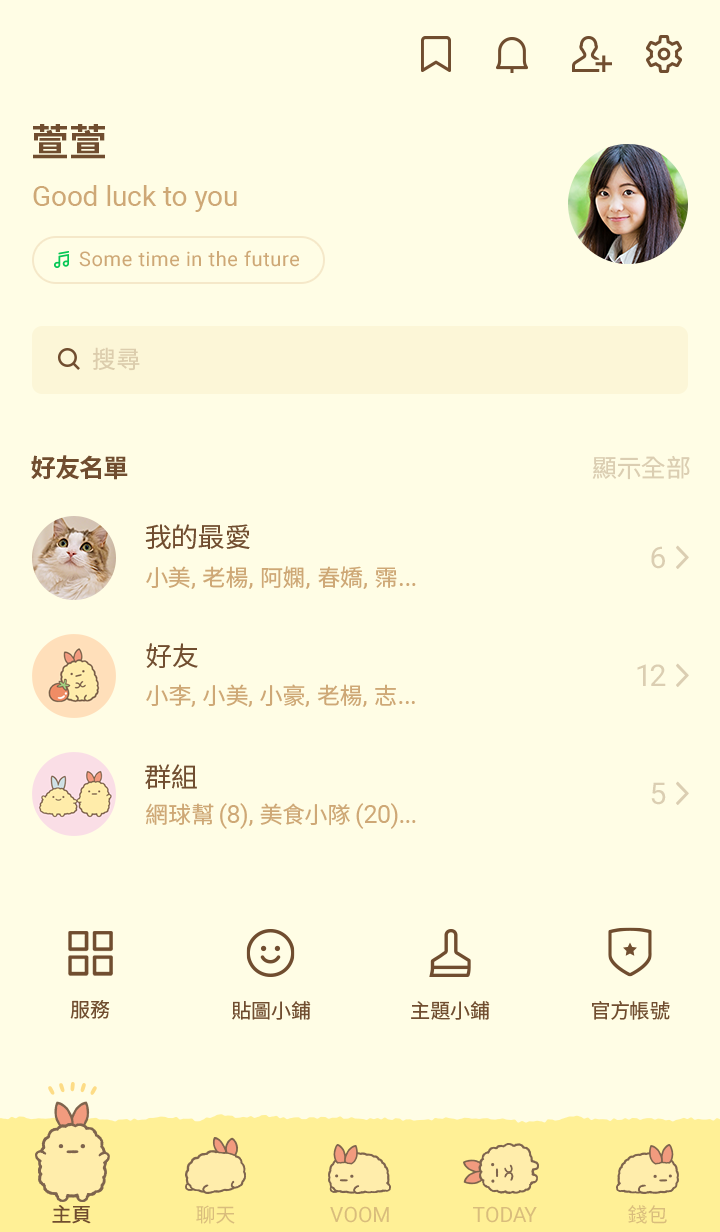 萱萱
Good luck to you
Some time in the future
搜尋
好友名單 顯示全部
我的最愛
小美, 老楊, 阿嫻, 春嬌, 霈...
6
好友
小李, 小美, 小豪, 老楊, 志...
12
群組
網球幫 (8), 美食小隊 (20)...
5
服務 貼圖小鋪 主題小鋪 官方帳號
主頁 聊天 VOOM TODAY 錢包